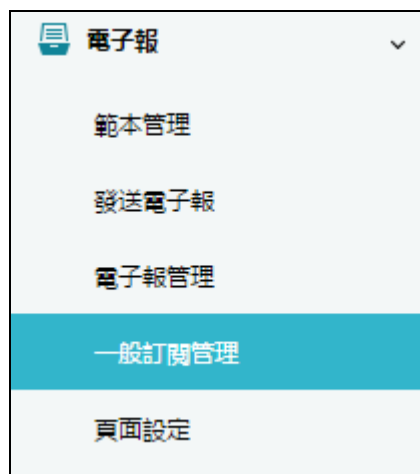 電子報
範本管理
發送電子報
電子報管理
一般訂閱管理
頁面設定